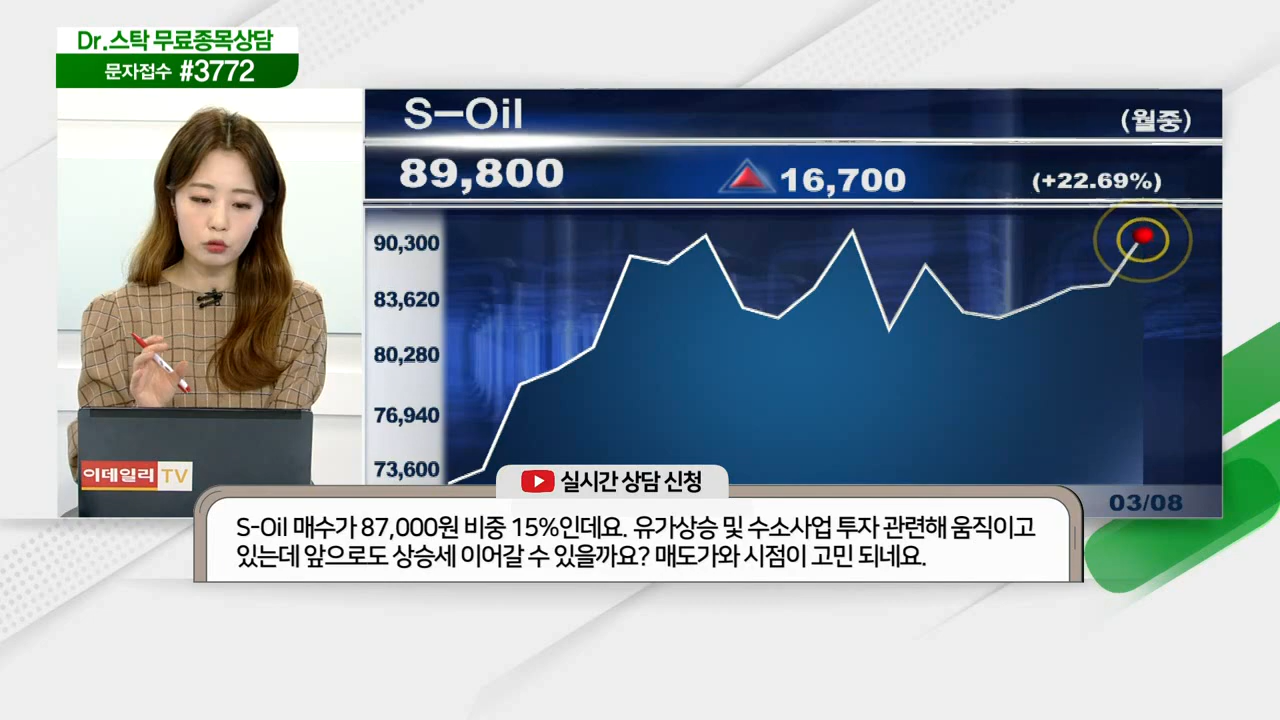 Dr.스탁 무료종목상담
문자접수 #3772
S-Oil
(월중)
89,800
16,700
(+22.69%)
90,300
83,620
80,280
76,940
73,600
03/08
이데일리 TV
실시간 상담 신청
S-Oil 매수가 87,000원 비중 15%인데요. 유가상승 및 수소사업 투자 관련해 움직이고
있는데 앞으로도 상승세 이어갈 수 있을까요? 매도가와 시점이 고민 되네요.